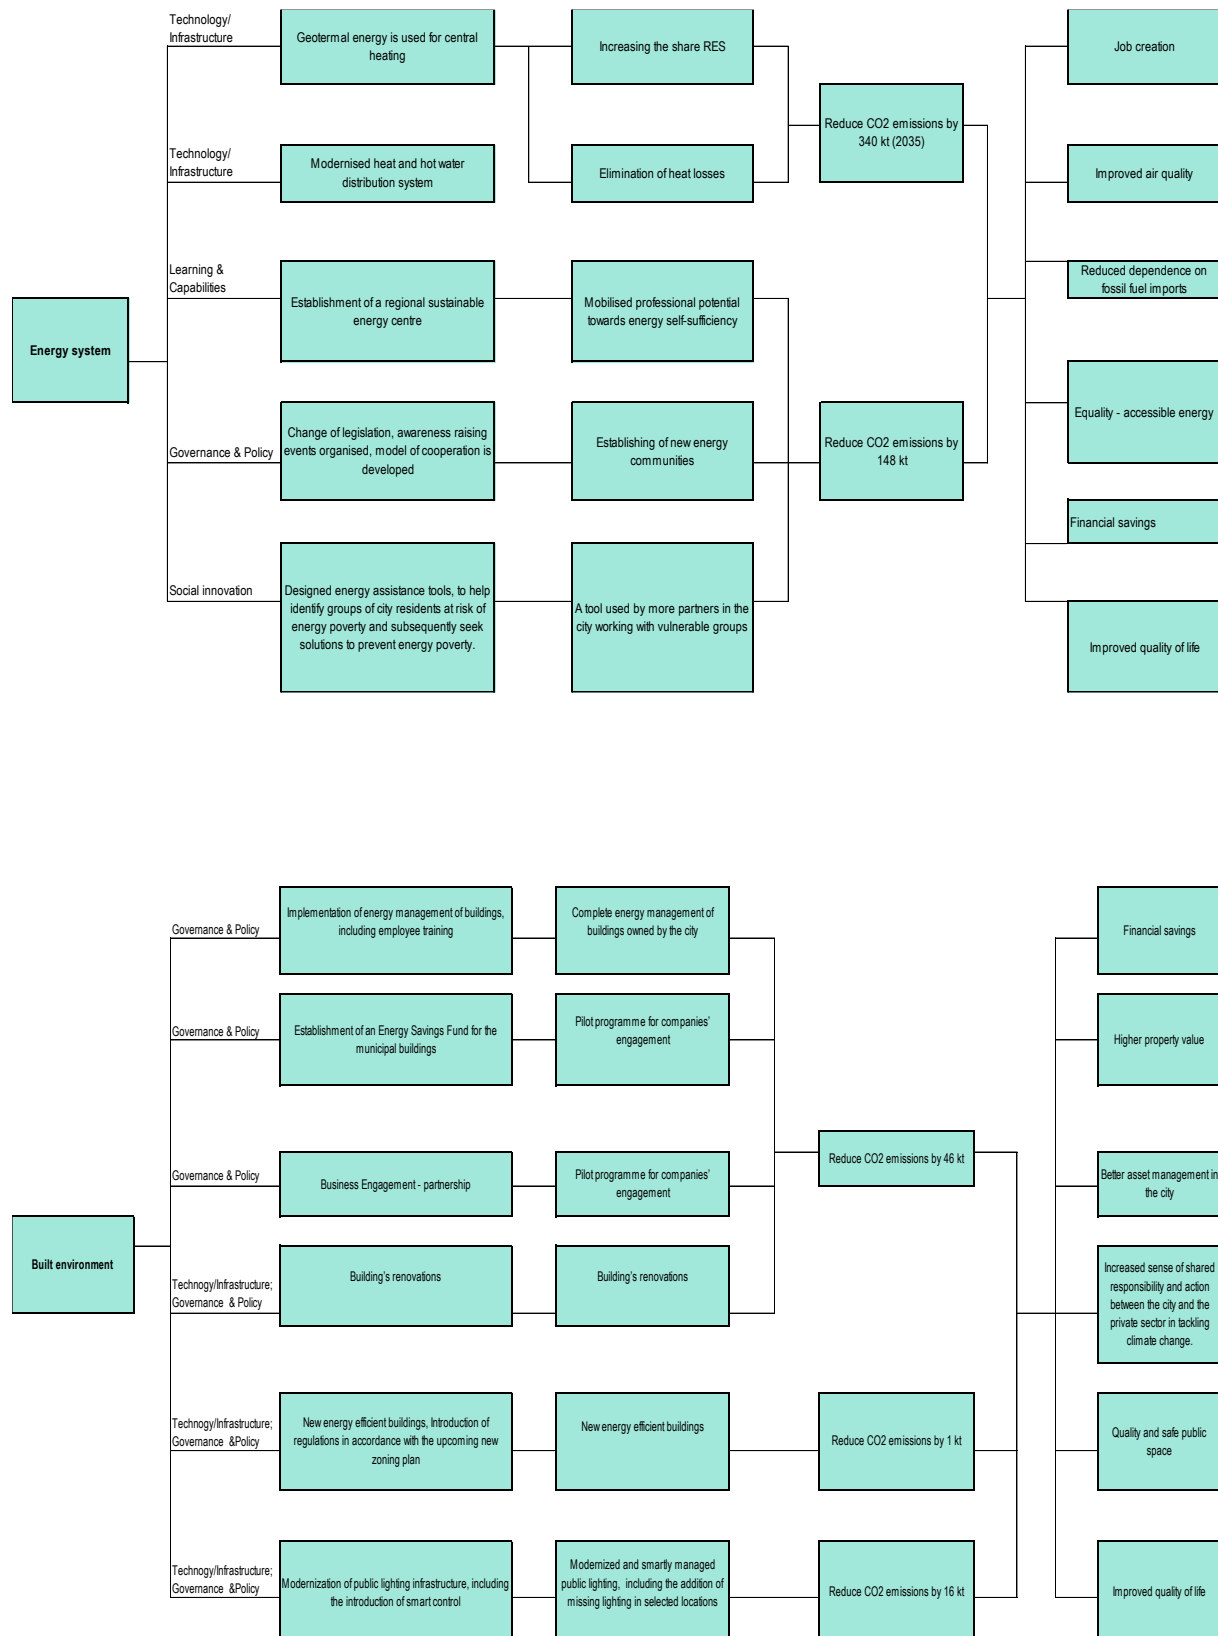 Technology/
Infrastructure
Geotermal energy is used for central
heating
Increasing the share RES
Job creation
Reduce CO2 emissions by
340 kt (2035)
Technology/
Infrastructure
Modernised heat and hot water
distribution system
Elimination of heat losses
Improved air quality
Learning &
Capabilities
Establishment of a regional sustainable
energy centre
Mobilised professional potential
towards energy self-sufficiency
Reduced dependence on
fossil fuel imports
Energy system
Equality - accessible energy
Governance & Policy
Change of legislation, awareness raising
events organised, model of cooperation is
developed
Establishing of new energy
communities
Reduce CO2 emissions by
148 kt
Financial savings
Social innovation
Designed energy assistance tools, to help
identify groups of city residents at risk of
energy poverty and subsequently seek
solutions to prevent energy poverty.
A tool used by more partners in the
city working with vulnerable groups
Improved quality of life
Governance & Policy
Implementation of energy management of buildings,
including employee training
Complete energy management of
buildings owned by the city
Financial savings
Governance & Policy
Establishment of an Energy Savings Fund for the
municipal buildings
Pilot programme for companies'
engagement
Higher property value
Reduce CO2 emissions by 46 kt
Governance & Policy
Business Engagement - partnership
Pilot programme for companies'
engagement
Better asset management in
the city
Built environment
Technogy/Infrastructure;
Governance & Policy
Building's renovations
Building's renovations
Increased sense of shared
responsibility and action
between the city and the
private sector in tackling
climate change.
Technogy/Infrastructure;
Governance &Policy
New energy efficient buildings, Introduction of
regulations in accordance with the upcoming new
zoning plan
New energy efficient buildings
Reduce CO2 emissions by 1 kt
Quality and safe public
space
Technogy/Infrastructure;
Governance &Policy
Modernization of public lighting infrastructure, including
the introduction of smart control
Modernized and smartly managed
public lighting, including the addition of
missing lighting in selected locations
Reduce CO2 emissions by 16 kt
Improved quality of life